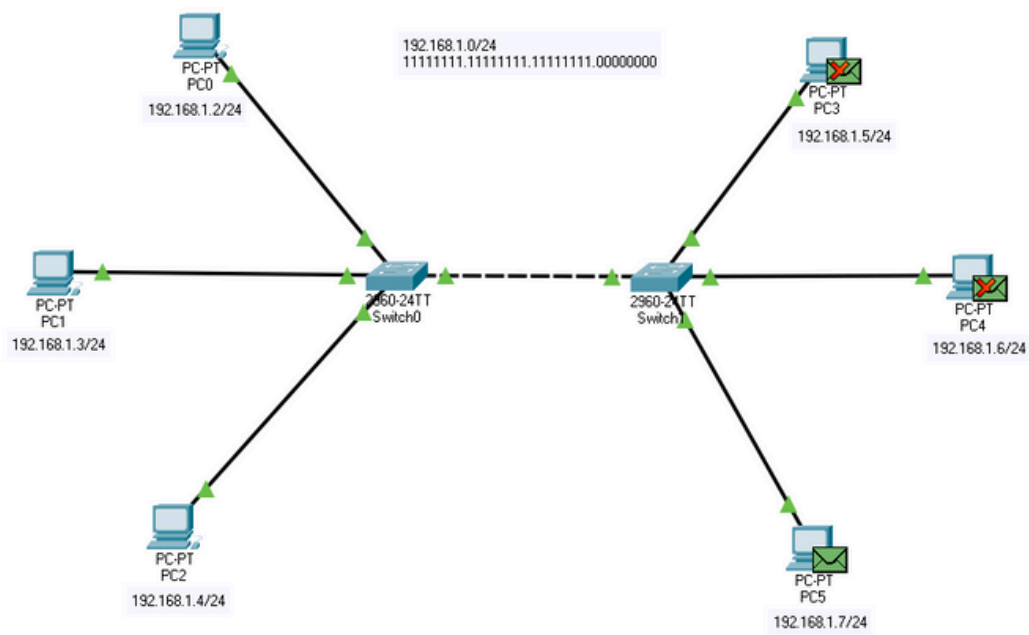 192.168.1.0/24
11111111.11111111.11111111.00000000
PC-PT
PC0
192.168.1.2/24
PC-PT
PC3
192.168.1.5/24
PC-PT
PC1
192.168.1.3/24
2960-24TT
Switch0
2960-24TT
Switch1
PC-PT
PC4
192.168.1.6/24
PC-PT
PC2
192.168.1.4/24
PC-PT
PC5
192.168.1.7/24